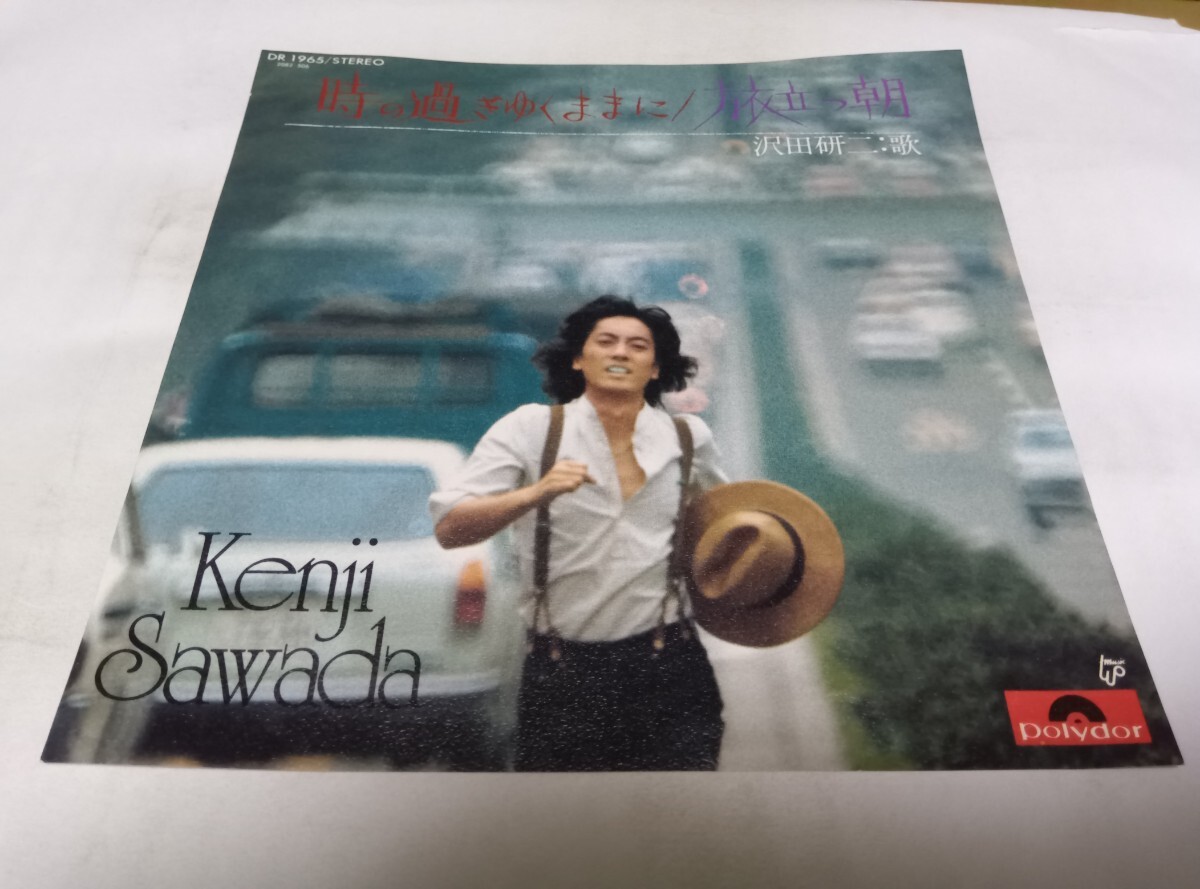 DR 1965/STEREO
時の過ぎゆくままに/旅立つ朝
沢田研二:歌
Kenji
Sawada
polydor